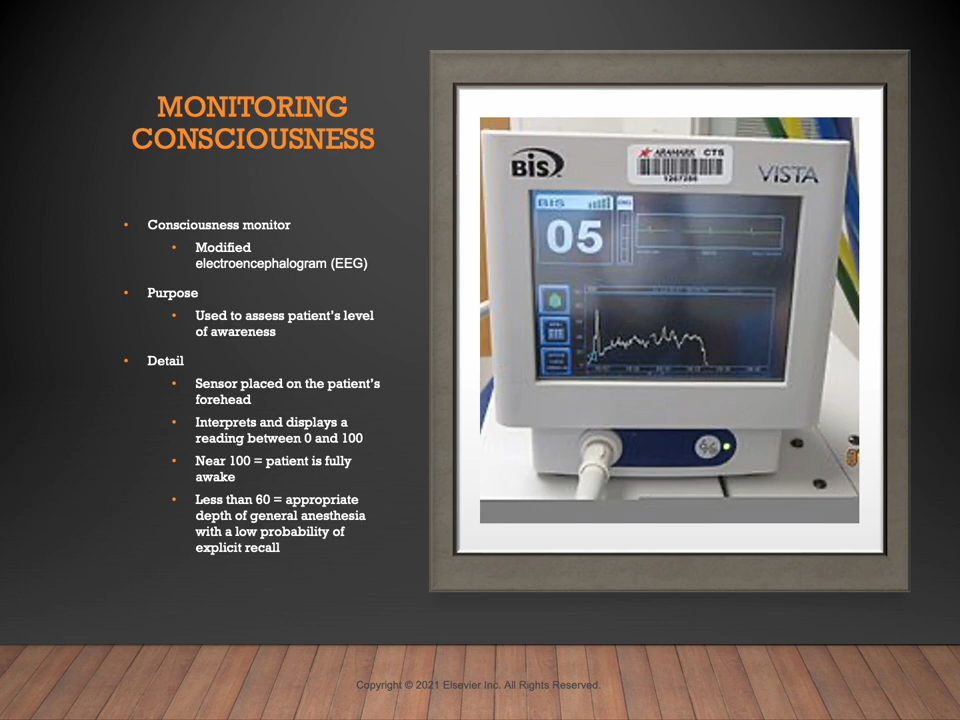 MONITORING
CONSCIOUSNESS
• Consciousness monitor
• Modified
electroencephalogram (EEG)
• Purpose
• Used to assess patient’s level
of awareness
• Detail
• Sensor placed on the patient’s
forehead
• Interprets and displays a
reading between 0 and 100
• Near 100 = patient is fully
awake
• Less than 60 = appropriate
depth of general anesthesia
with a low probability of
explicit recall
BIS
ARAMARK CTS
1267286
VISTA
BIS
EMG
05
Copyright © 2021 Elsevier Inc. All Rights Reserved.